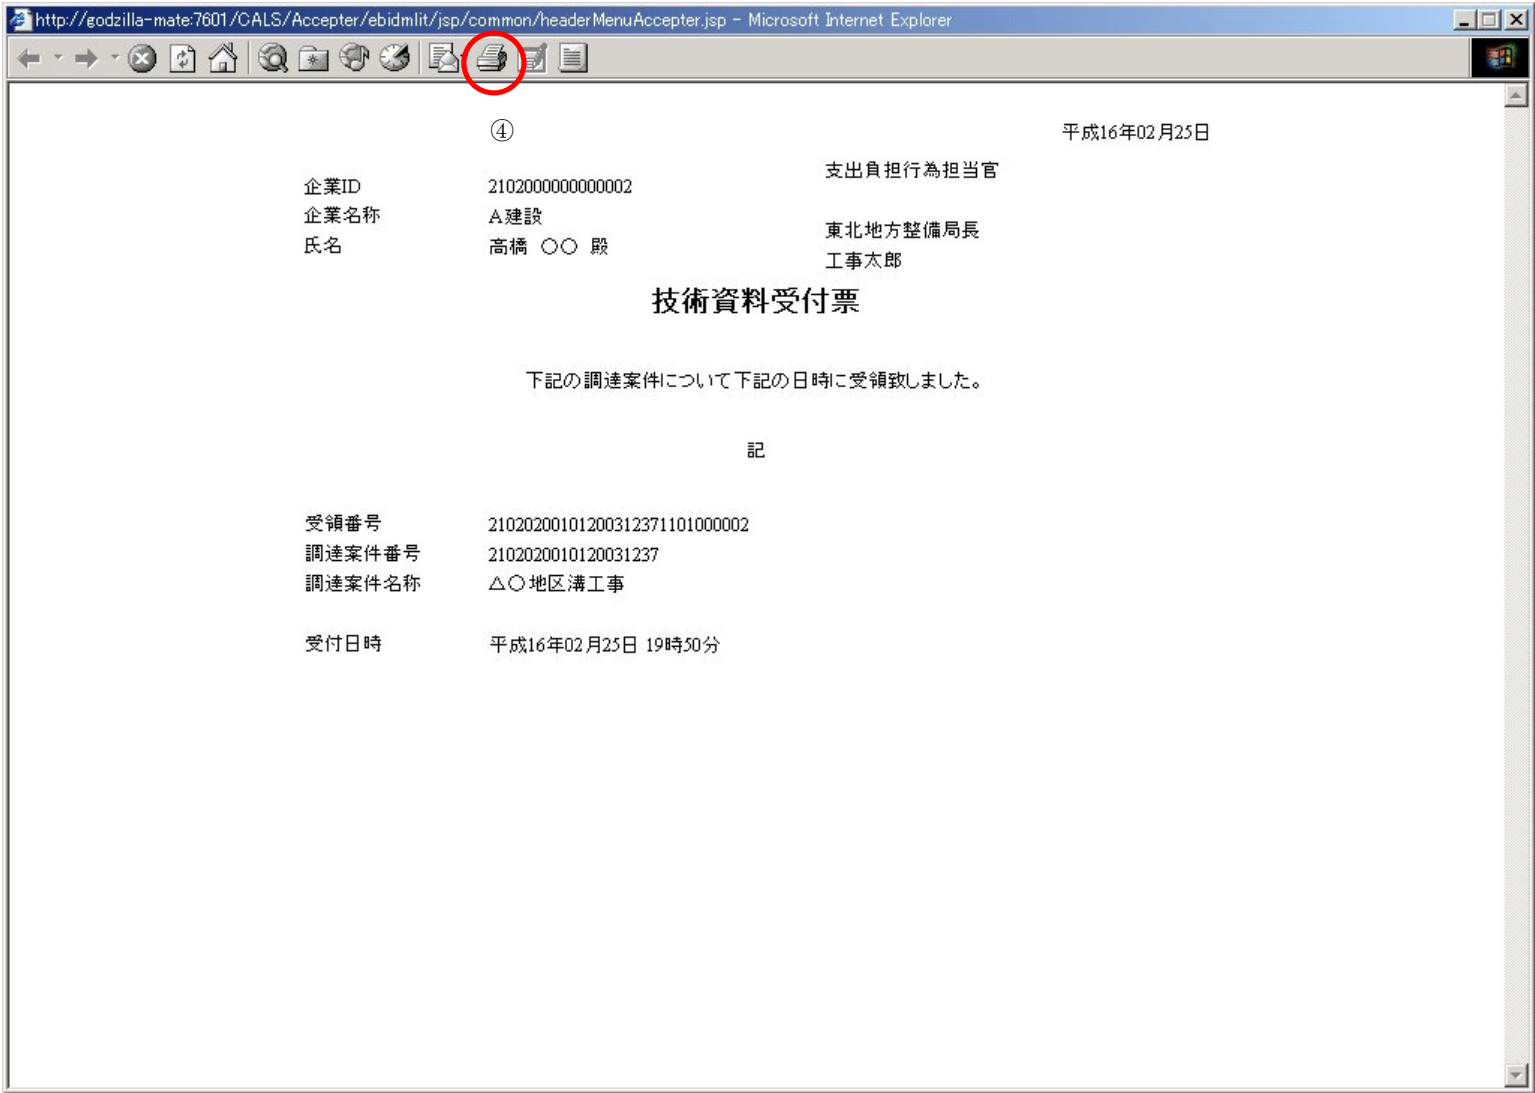 http://godzilla-mate:7601/CALS/Accepter/ebidmlit/jsp/common/headerMenuAccepter.jsp - Microsoft Internet Explorer
④
平成16年02月25日
支出負担行為担当官
企業ID 2102000000000002
企業名称 A建設
東北地方整備局長
氏名 高橋 〇〇 殿
工事太郎
技術資料受付票
下記の調達案件について下記の日時に受領致しました。
記
受領番号 21020200101200312371101000002
調達案件番号 2102020010120031237
調達案件名称 △〇地区溝工事
受付日時 平成16年02月25日 19時50分